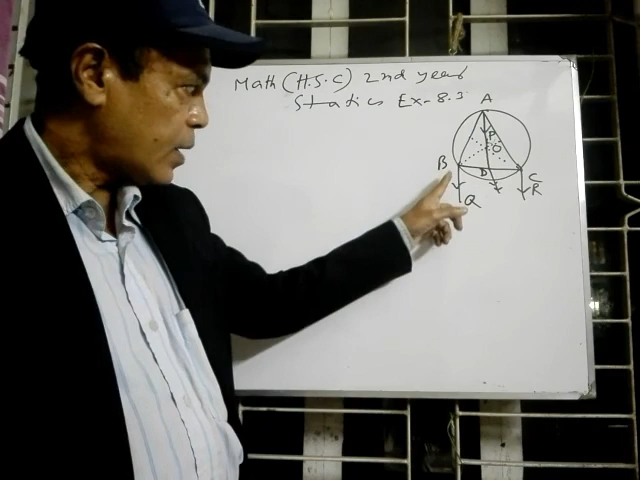 Math (H.S.C) 2nd year
Statics Ex-8.3
A
P
O
B
D
C
R
Q